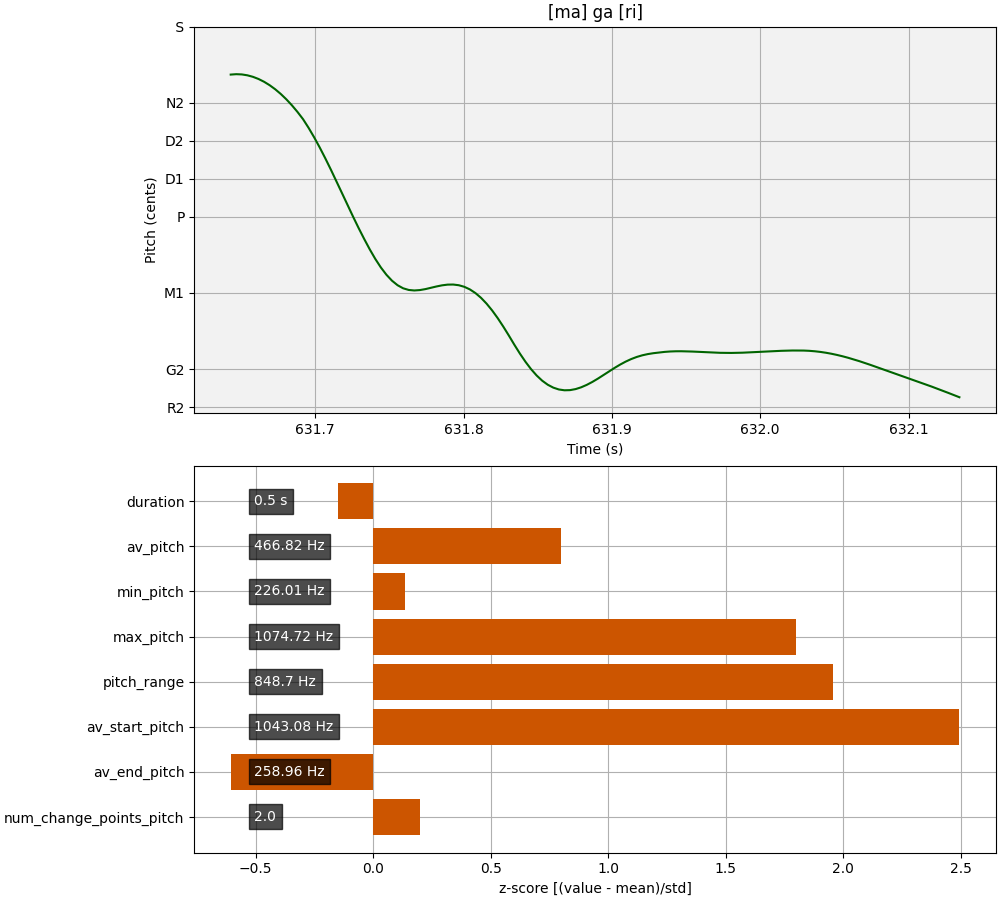 [ma] ga [ri]
S
N2
D2
D1
P
M1
G2
R2
Pitch (cents)
631.7 631.8 631.9 632.0 632.1
Time (s)
duration 0.5 s
av_pitch 466.82 Hz
min_pitch 226.01 Hz
max_pitch 1074.72 Hz
pitch_range 848.7 Hz
av_start_pitch 1043.08 Hz
av_end_pitch 258.96 Hz
num_change_points_pitch 2.0
−0.5 0.0 0.5 1.0 1.5 2.0 2.5
z-score [(value - mean)/std]